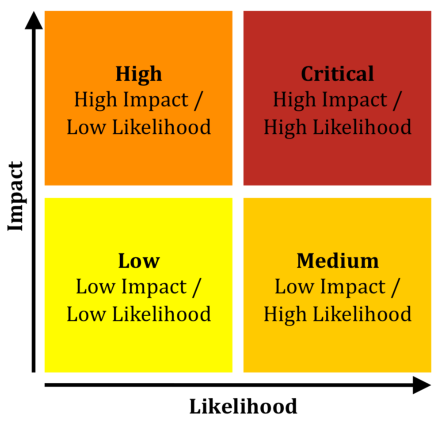 High
High Impact /
Low Likelihood
Critical
High Impact /
High Likelihood
Impact
Low
Low Impact /
Low Likelihood
Medium
Low Impact /
High Likelihood
Likelihood